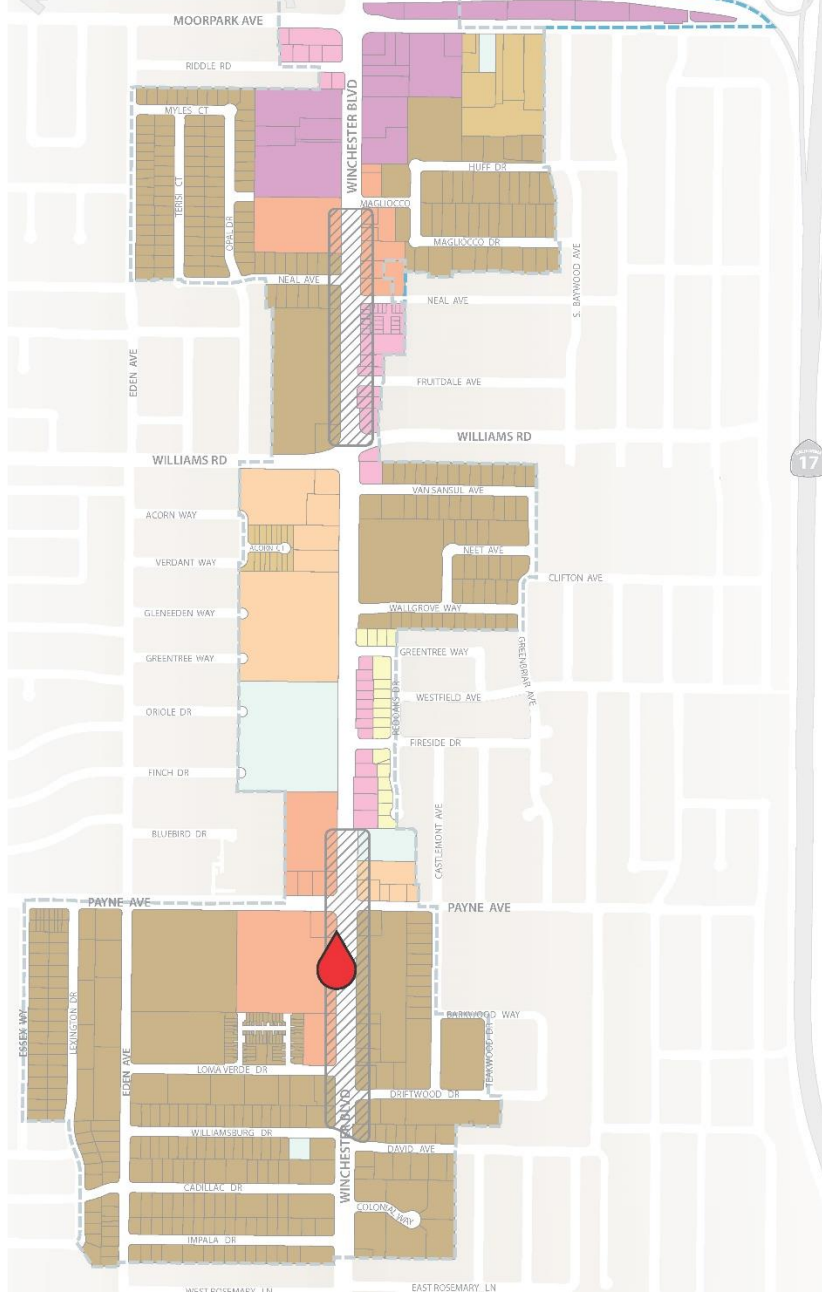 MOORPARK AVE
RIDDLE RD
MYLES CT
WINCHESTER BLVD
HUFF DR
TERISI CT
OPAL DR
MAGLIOCCO
MAGLIOCCO DR
S. BAYWOOD AVE
NEAL AVE
NEAL AVE
EDEN AVE
FRUITDALE AVE
WILLIAMS RD
WILLIAMS RD
CALIFORNIA
17
VAN SANSUL AVE
ACORN WAY
ACORN CT
NEET AVE
VERDANT WAY
CLIFTON AVE
GLENEEDEN WAY
WALLGROVE WAY
GREENTREE WAY
GREENTREE WAY
GREENBRIAR AVE
REDOAKS DR
WESTFIELD AVE
ORIOLE DR
FIRESIDE DR
FINCH DR
CASTLEMONT AVE
BLUEBIRD DR
PAYNE AVE
PAYNE AVE
ESSEX WY
LEXINGTON DR
EDEN AVE
BARKWOOD WAY
TEAKWOOD DR
LOMA VERDE DR
DRIFTWOOD DR
WILLIAMSBURG DR
WINCHESTER BLVD
DAVID AVE
CADILLAC DR
COLONIAL WAY
IMPALA DR
WEST ROSEMARY LN
EAST ROSEMARY LN